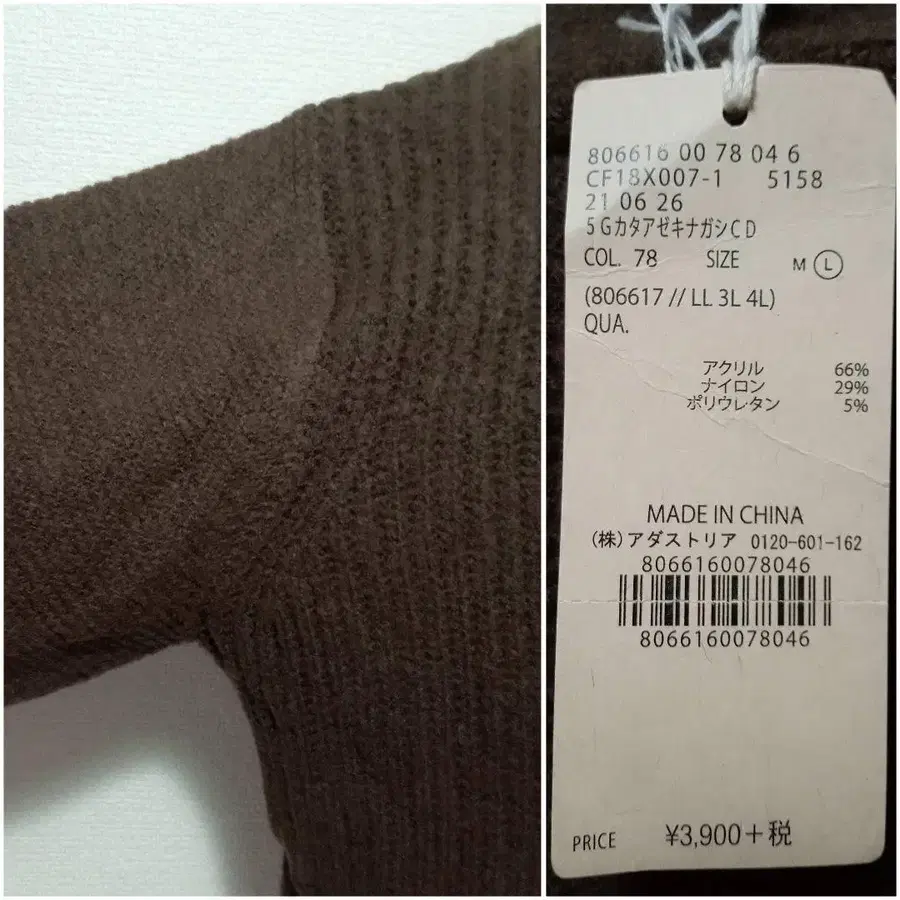 806616 00 78 04 6
CF18X007-1 5158
21 06 26
5GカタアゼキナガシCD
COL. 78 SIZE M L
(806617 // LL 3L 4L)
QUA.
アクリル 66%
ナイロン 29%
ポリウレタン 5%
MADE IN CHINA
(株)アダストリア 0120-601-162
8066160078046
8066160078046
PRICE ¥3,900+税